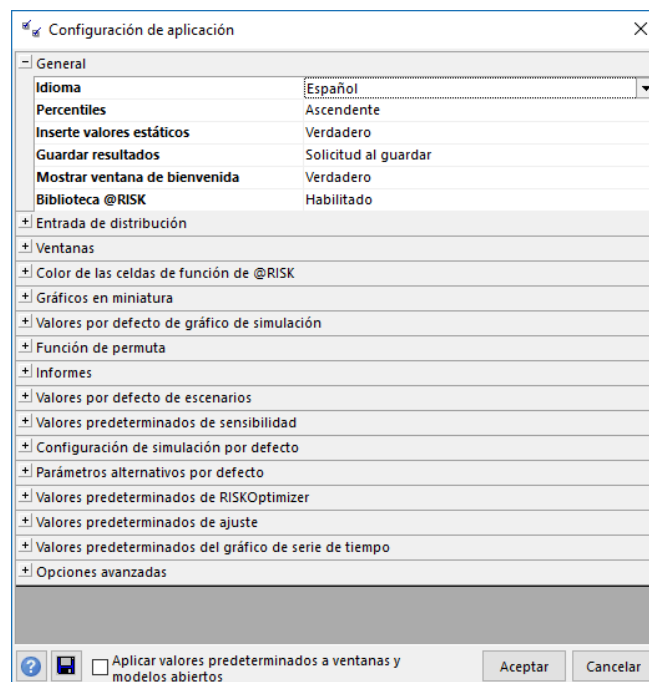 Configuración de aplicación
General
Idioma Español
Percentiles Ascendente
Inserte valores estáticos Verdadero
Guardar resultados Solicitud al guardar
Mostrar ventana de bienvenida Verdadero
Biblioteca @RISK Habilitado
Entrada de distribución
Ventanas
Color de las celdas de función de @RISK
Gráficos en miniatura
Valores por defecto de gráfico de simulación
Función de permuta
Informes
Valores por defecto de escenarios
Valores predeterminados de sensibilidad
Configuración de simulación por defecto
Parámetros alternativos por defecto
Valores predeterminados de RISKOptimizer
Valores predeterminados de ajuste
Valores predeterminados del gráfico de serie de tiempo
Opciones avanzadas
Aplicar valores predeterminados a ventanas y
modelos abiertos
Aceptar Cancelar